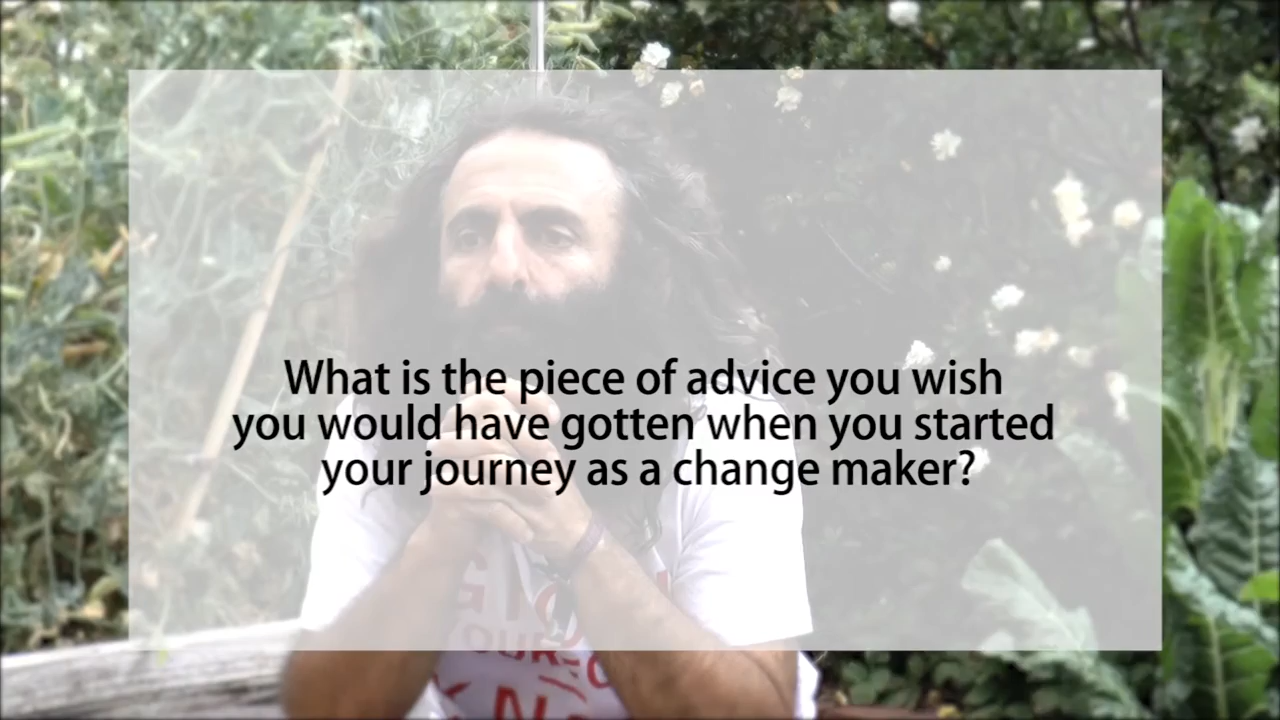 What is the piece of advice you wish
you would have gotten when you started
your journey as a change maker?